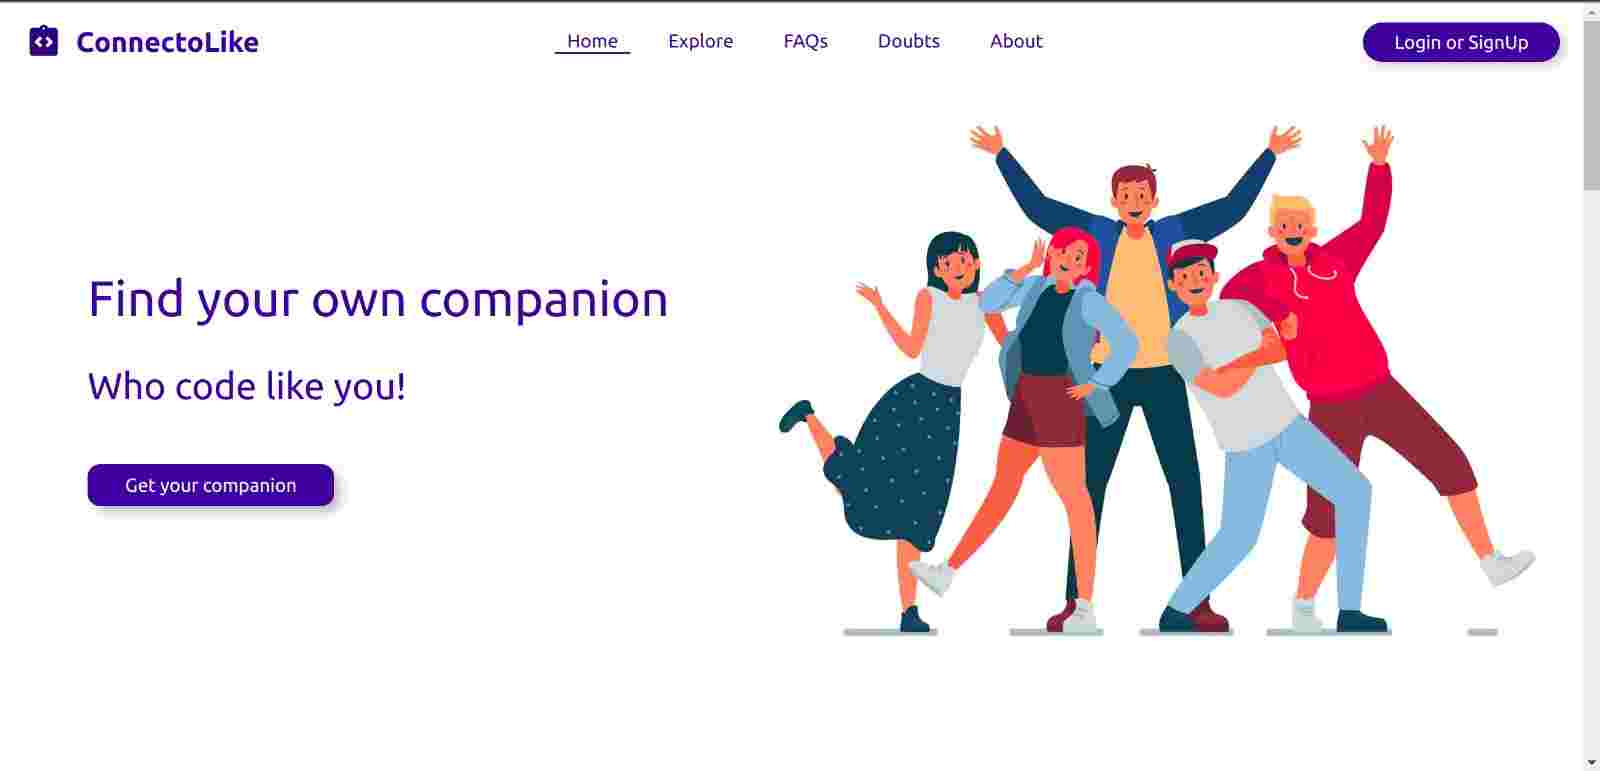 ConnectoLike
Home Explore FAQs Doubts About
Login or SignUp
Find your own companion
Who code like you!
Get your companion